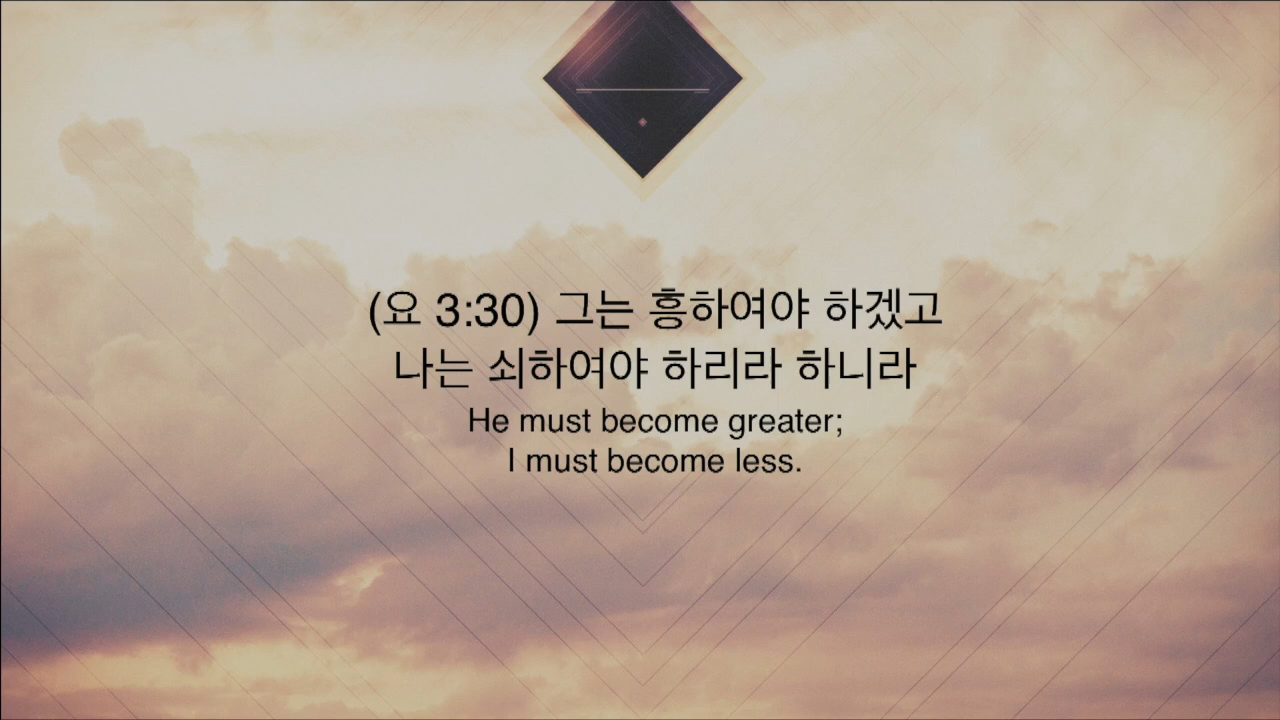 (요 3:30) 그는 흥하여야 하겠고
나는 쇠하여야 하리라 하니라
He must become greater;
I must become less.